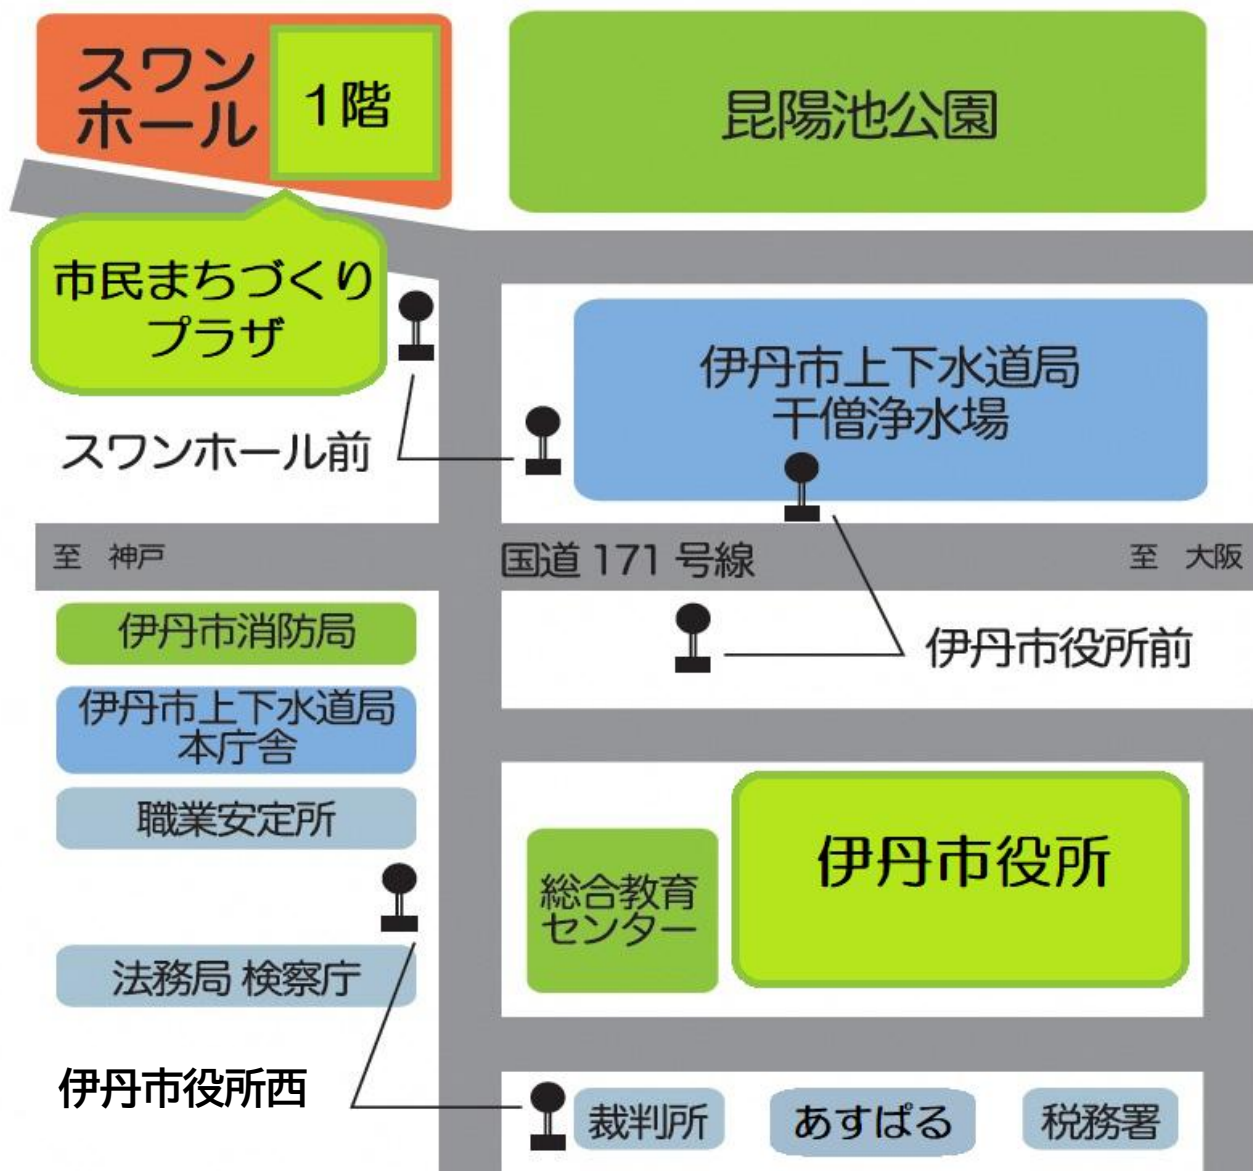 スワン
ホール
1階
昆陽池公園
市民まちづくり
プラザ
伊丹市上下水道局
千僧浄水場
スワンホール前
至 神戸
国道 171 号線
至 大阪
伊丹市消防局
伊丹市役所前
伊丹市上下水道局
本庁舎
職業安定所
伊丹市役所
総合教育
センター
法務局 検察庁
伊丹市役所西
裁判所
あすぱる
税務署